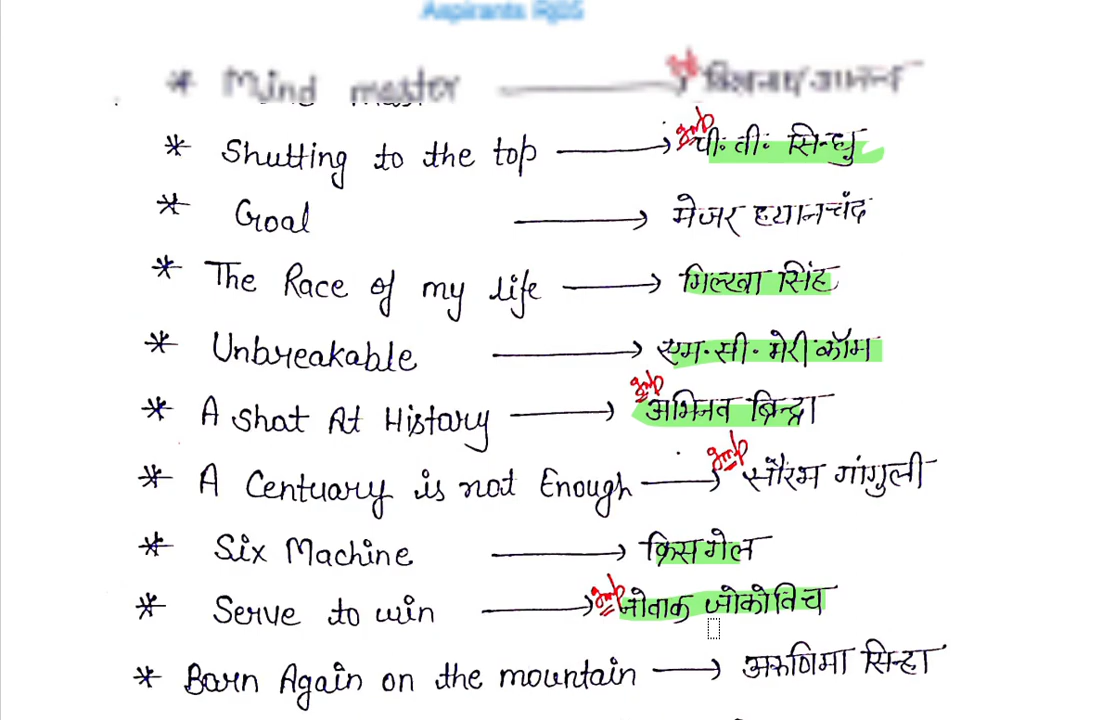 Aspirants RJ05
* Mind master → Imp विश्वनाथ आनन्द
* Shutting to the top → Imp पी. वी. सिन्धु
* Goal → मेजर ध्यानचंद
* The Race of my life → मिल्खा सिंह
* Unbreakable → एम. सी. मेरी कॉम
* A shot At History → Imp अभिनव बिन्द्रा
* A Centuary is not Enough → Imp सौरभ गांगुली
* Six Machine → क्रिस गेल
* Serve to win → Imp नोवाक जोकोविच
* Born Again on the mountain → अरुणिमा सिन्हा